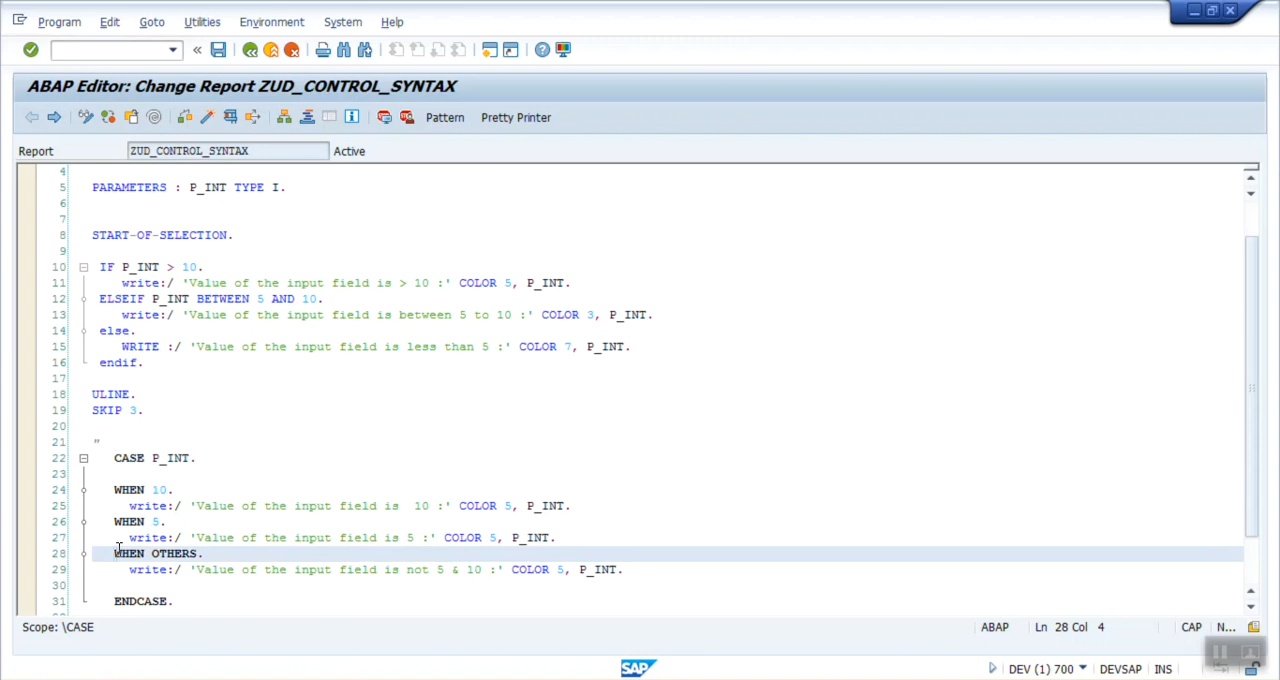 Program Edit Goto Utilities Environment System Help
ABAP Editor: Change Report ZUD_CONTROL_SYNTAX
Pattern Pretty Printer
Report ZUD_CONTROL_SYNTAX Active
4
5 PARAMETERS : P_INT TYPE I.
6
7
8 START-OF-SELECTION.
9
10 IF P_INT > 10.
11 write:/ 'Value of the input field is > 10 :' COLOR 5, P_INT.
12 ELSEIF P_INT BETWEEN 5 AND 10.
13 write:/ 'Value of the input field is between 5 to 10 :' COLOR 3, P_INT.
14 else.
15 WRITE :/ 'Value of the input field is less than 5 :' COLOR 7, P_INT.
16 endif.
17
18 ULINE.
19 SKIP 3.
20
21 "
22 CASE P_INT.
23
24 WHEN 10.
25 write:/ 'Value of the input field is  10 :' COLOR 5, P_INT.
26 WHEN 5.
27 write:/ 'Value of the input field is 5 :' COLOR 5, P_INT.
28 WHEN OTHERS.
29 write:/ 'Value of the input field is not 5 & 10 :' COLOR 5, P_INT.
30
31 ENDCASE.
Scope: \CASE ABAP Ln 28 Col 4 CAP N...
SAP DEV (1) 700 DEVSAP INS